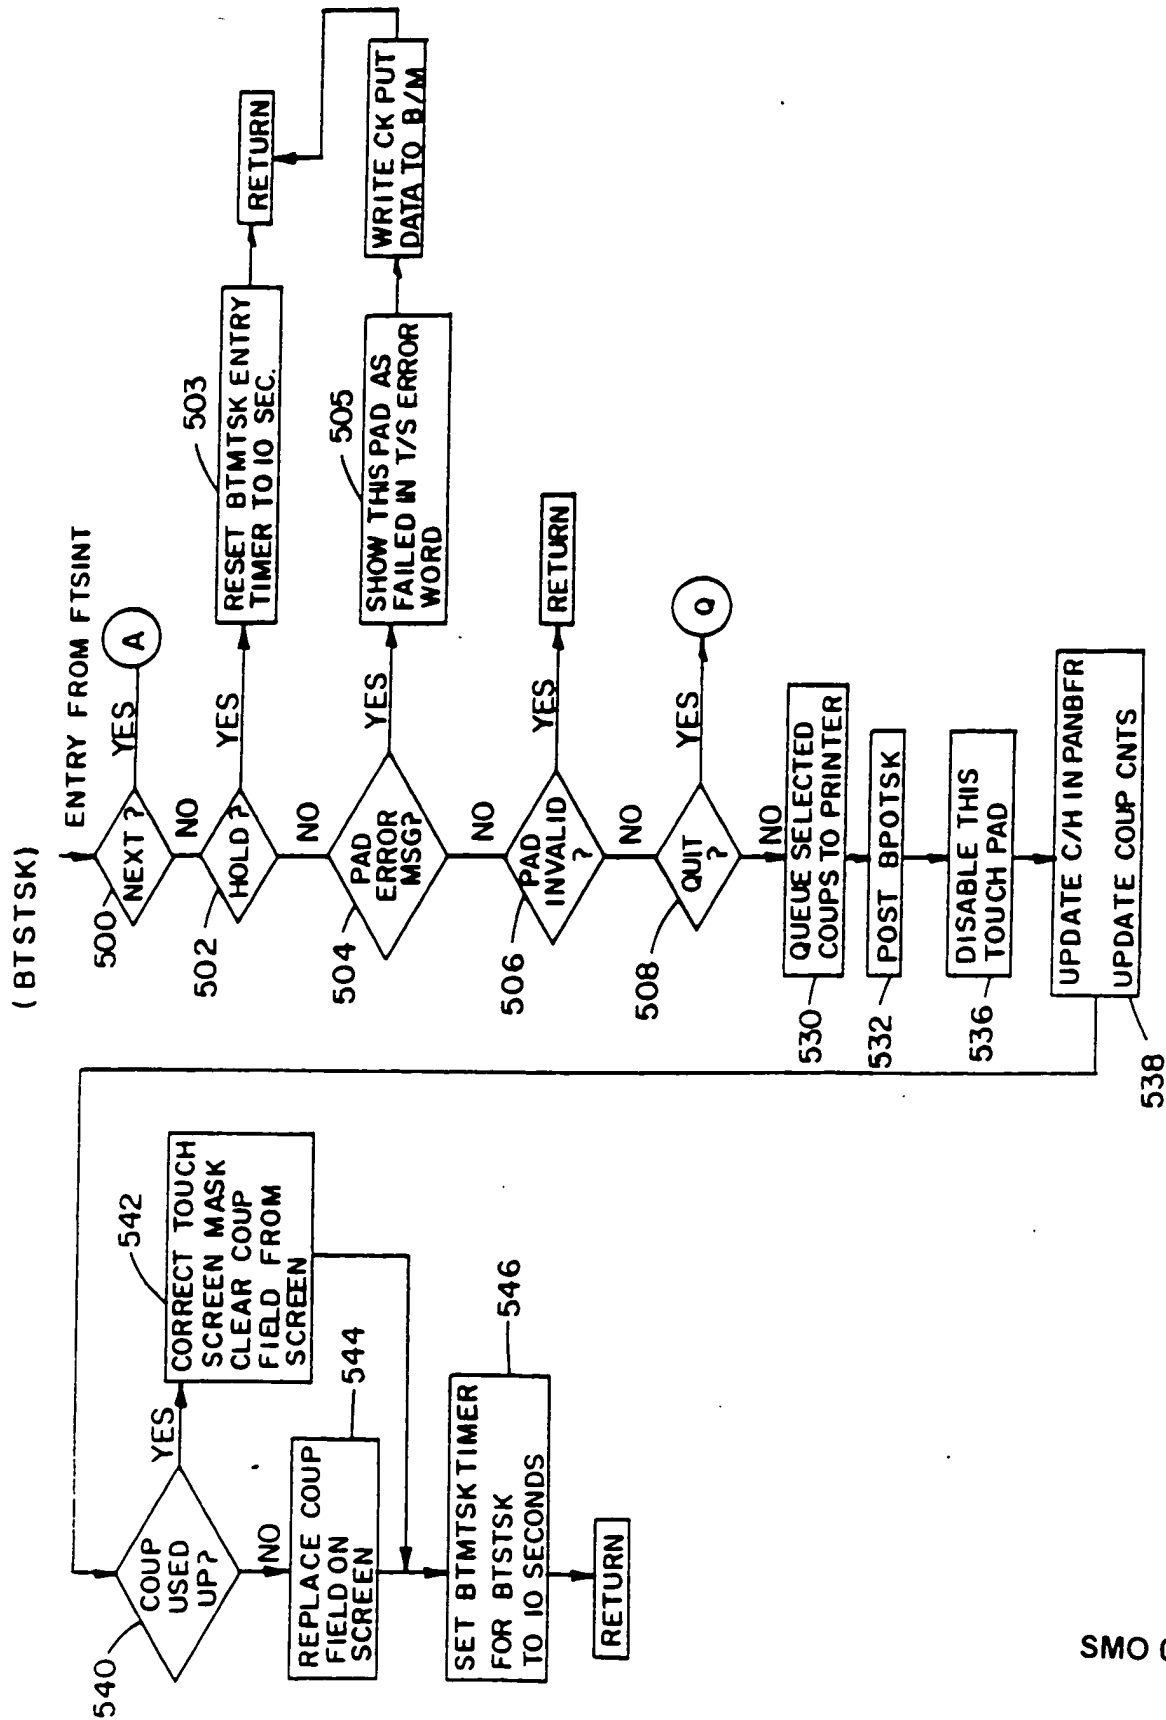 (BTSTSK)
ENTRY FROM FTSINT
500
NEXT?
YES
A
NO
502
HOLD?
YES
503
RESET BTMTSK ENTRY
TIMER TO 10 SEC.
RETURN
NO
504
PAD
ERROR
MSG?
YES
505
SHOW THIS PAD AS
FAILED IN T/S ERROR
WORD
WRITE CK PUT
DATA TO B/M
NO
506
PAD
INVALID
?
YES
RETURN
NO
508
QUIT
?
YES
Q
NO
530
QUEUE SELECTED
COUPS TO PRINTER
532
POST BPOTSK
536
DISABLE THIS
TOUCH PAD
538
UPDATE C/H IN PANBFR
UPDATE COUP CNTS
540
COUP
USED
UP?
YES
542
CORRECT TOUCH
SCREEN MASK
CLEAR COUP
FIELD FROM
SCREEN
NO
544
REPLACE COUP
FIELD ON
SCREEN
546
SET BTMTSK TIMER
FOR BTSTSK
TO 10 SECONDS
RETURN
SMO